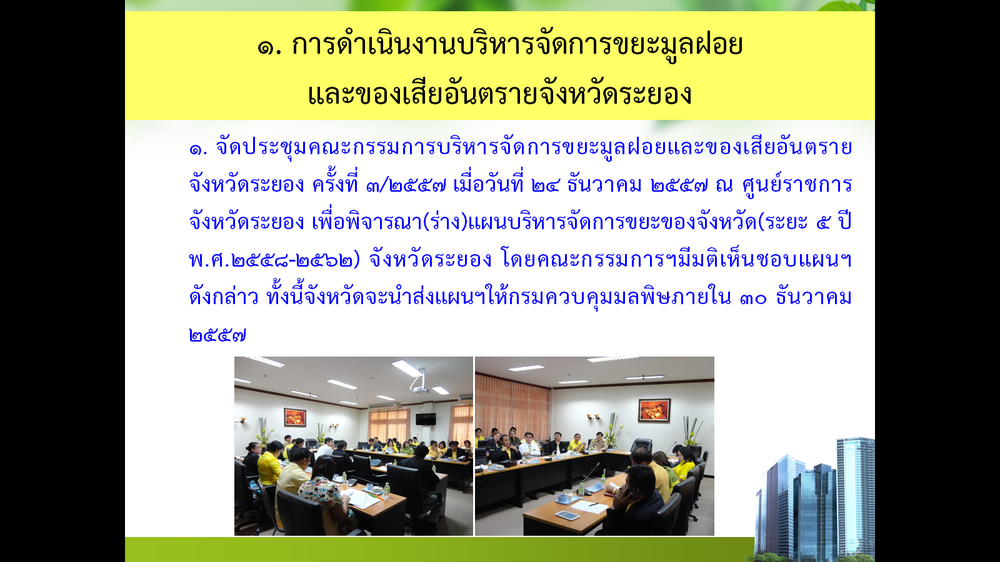 ๑. การดำเนินงานบริหารจัดการขยะมูลฝอย
และของเสียอันตรายจังหวัดระยอง
๑. จัดประชุมคณะกรรมการบริหารจัดการขยะมูลฝอยและของเสียอันตราย
จังหวัดระยอง ครั้งที่ ๓/๒๕๕๗ เมื่อวันที่ ๒๔ ธันวาคม ๒๕๕๗ ณ ศูนย์ราชการ
จังหวัดระยอง เพื่อพิจารณา(ร่าง)แผนบริหารจัดการขยะของจังหวัด(ระยะ ๕ ปี
พ.ศ.๒๕๕๘-๒๕๖๒) จังหวัดระยอง โดยคณะกรรมการฯมีมติเห็นชอบแผนฯ
ดังกล่าว ทั้งนี้จังหวัดจะนำส่งแผนฯให้กรมควบคุมมลพิษภายใน ๓๐ ธันวาคม
๒๕๕๗